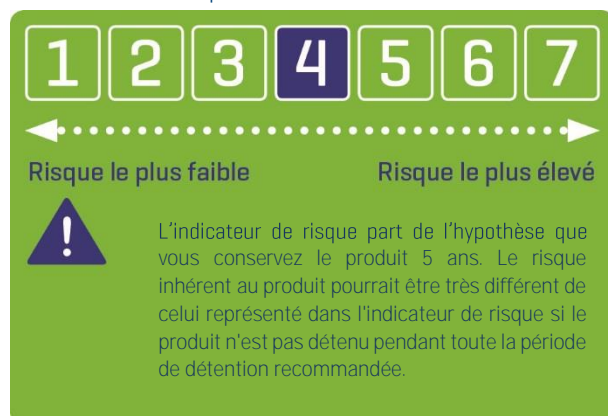 1 2 3 4 5 6 7
Risque le plus faible Risque le plus élevé
!
L'indicateur de risque part de l'hypothèse que
vous conservez le produit 5 ans. Le risque
inhérent au produit pourrait être très différent de
celui représenté dans l'indicateur de risque si le
produit n'est pas détenu pendant toute la période
de détention recommandée.